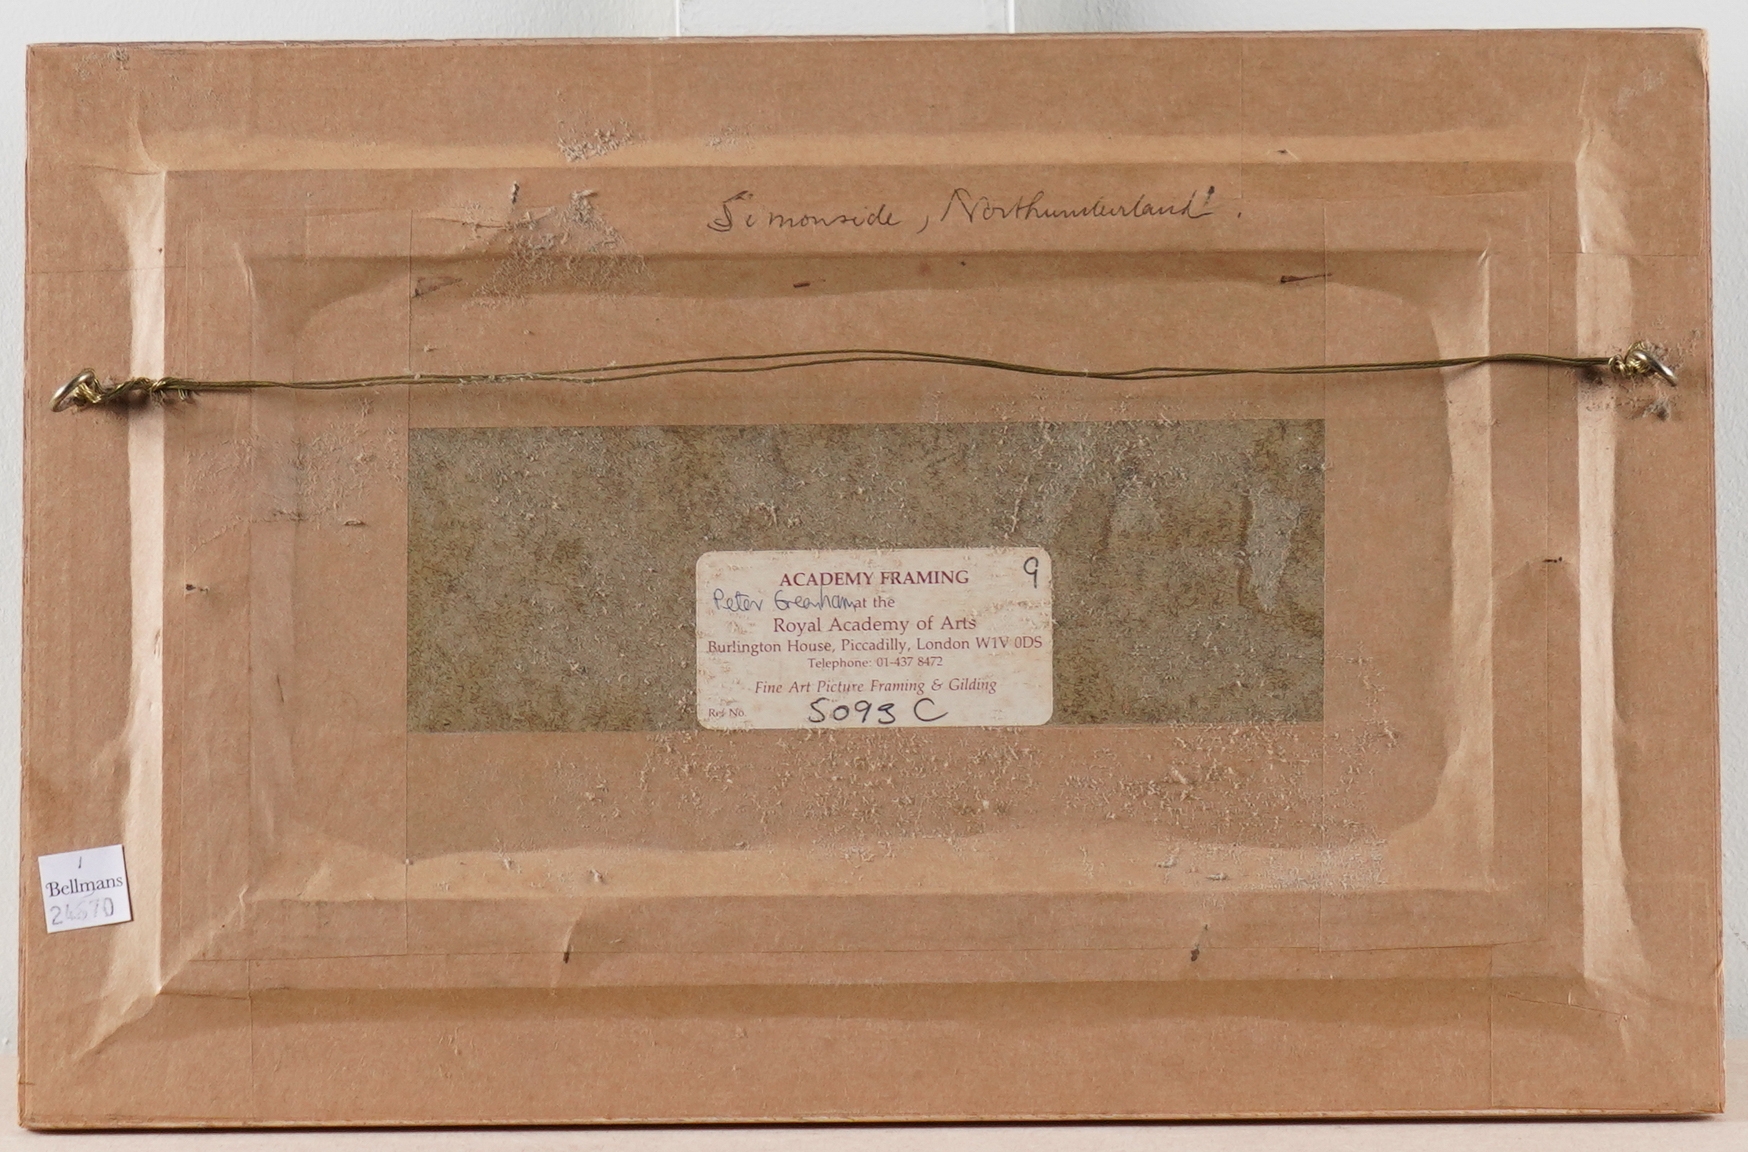 Simonside, Northumberland.
ACADEMY FRAMING
9
Peter Greenham at the
Royal Academy of Arts
Burlington House, Piccadilly, London W1V 0DS
Telephone: 01-437 8472
Fine Art Picture Framing & Gilding
Ref No. 5093 C
Bellmans